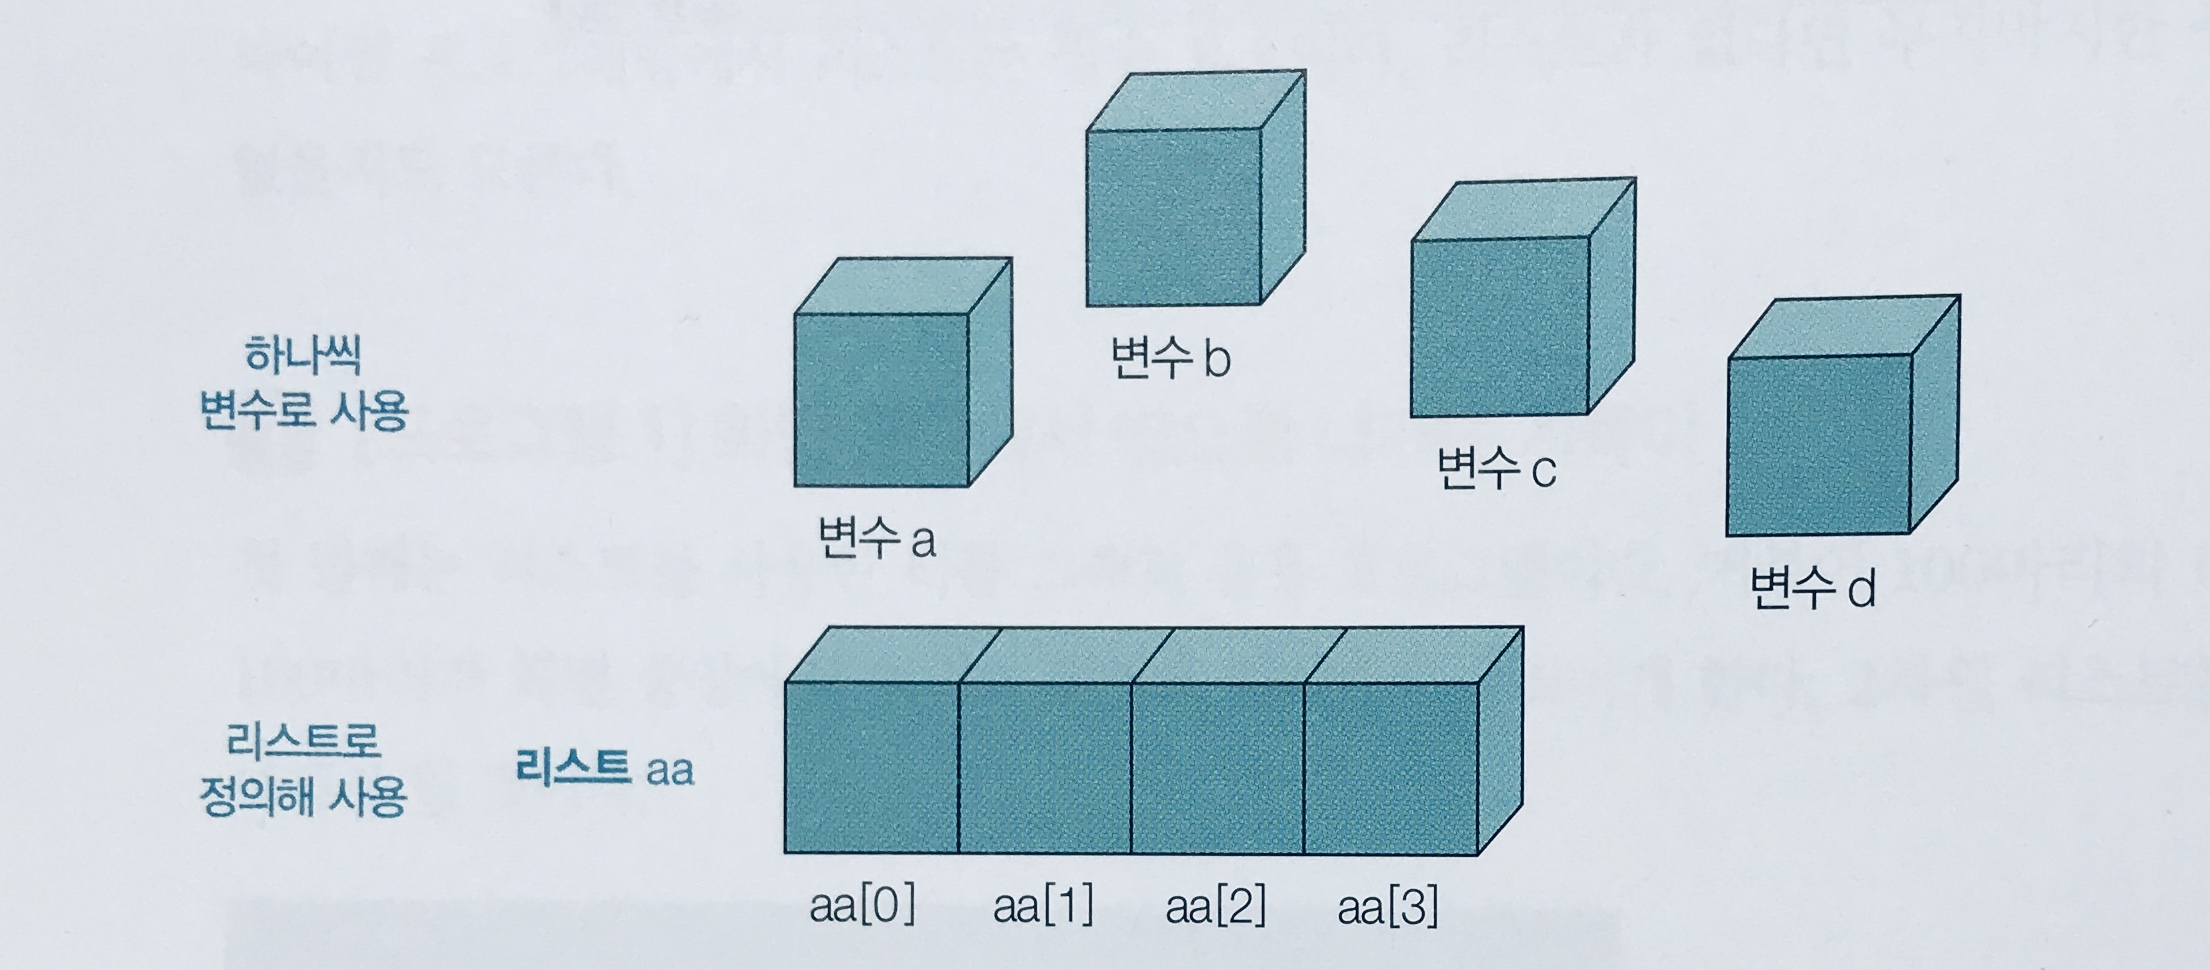 하나씩
변수로 사용
변수 a
변수 b
변수 c
변수 d
리스트로
정의해 사용
리스트 aa
aa[0] aa[1] aa[2] aa[3]